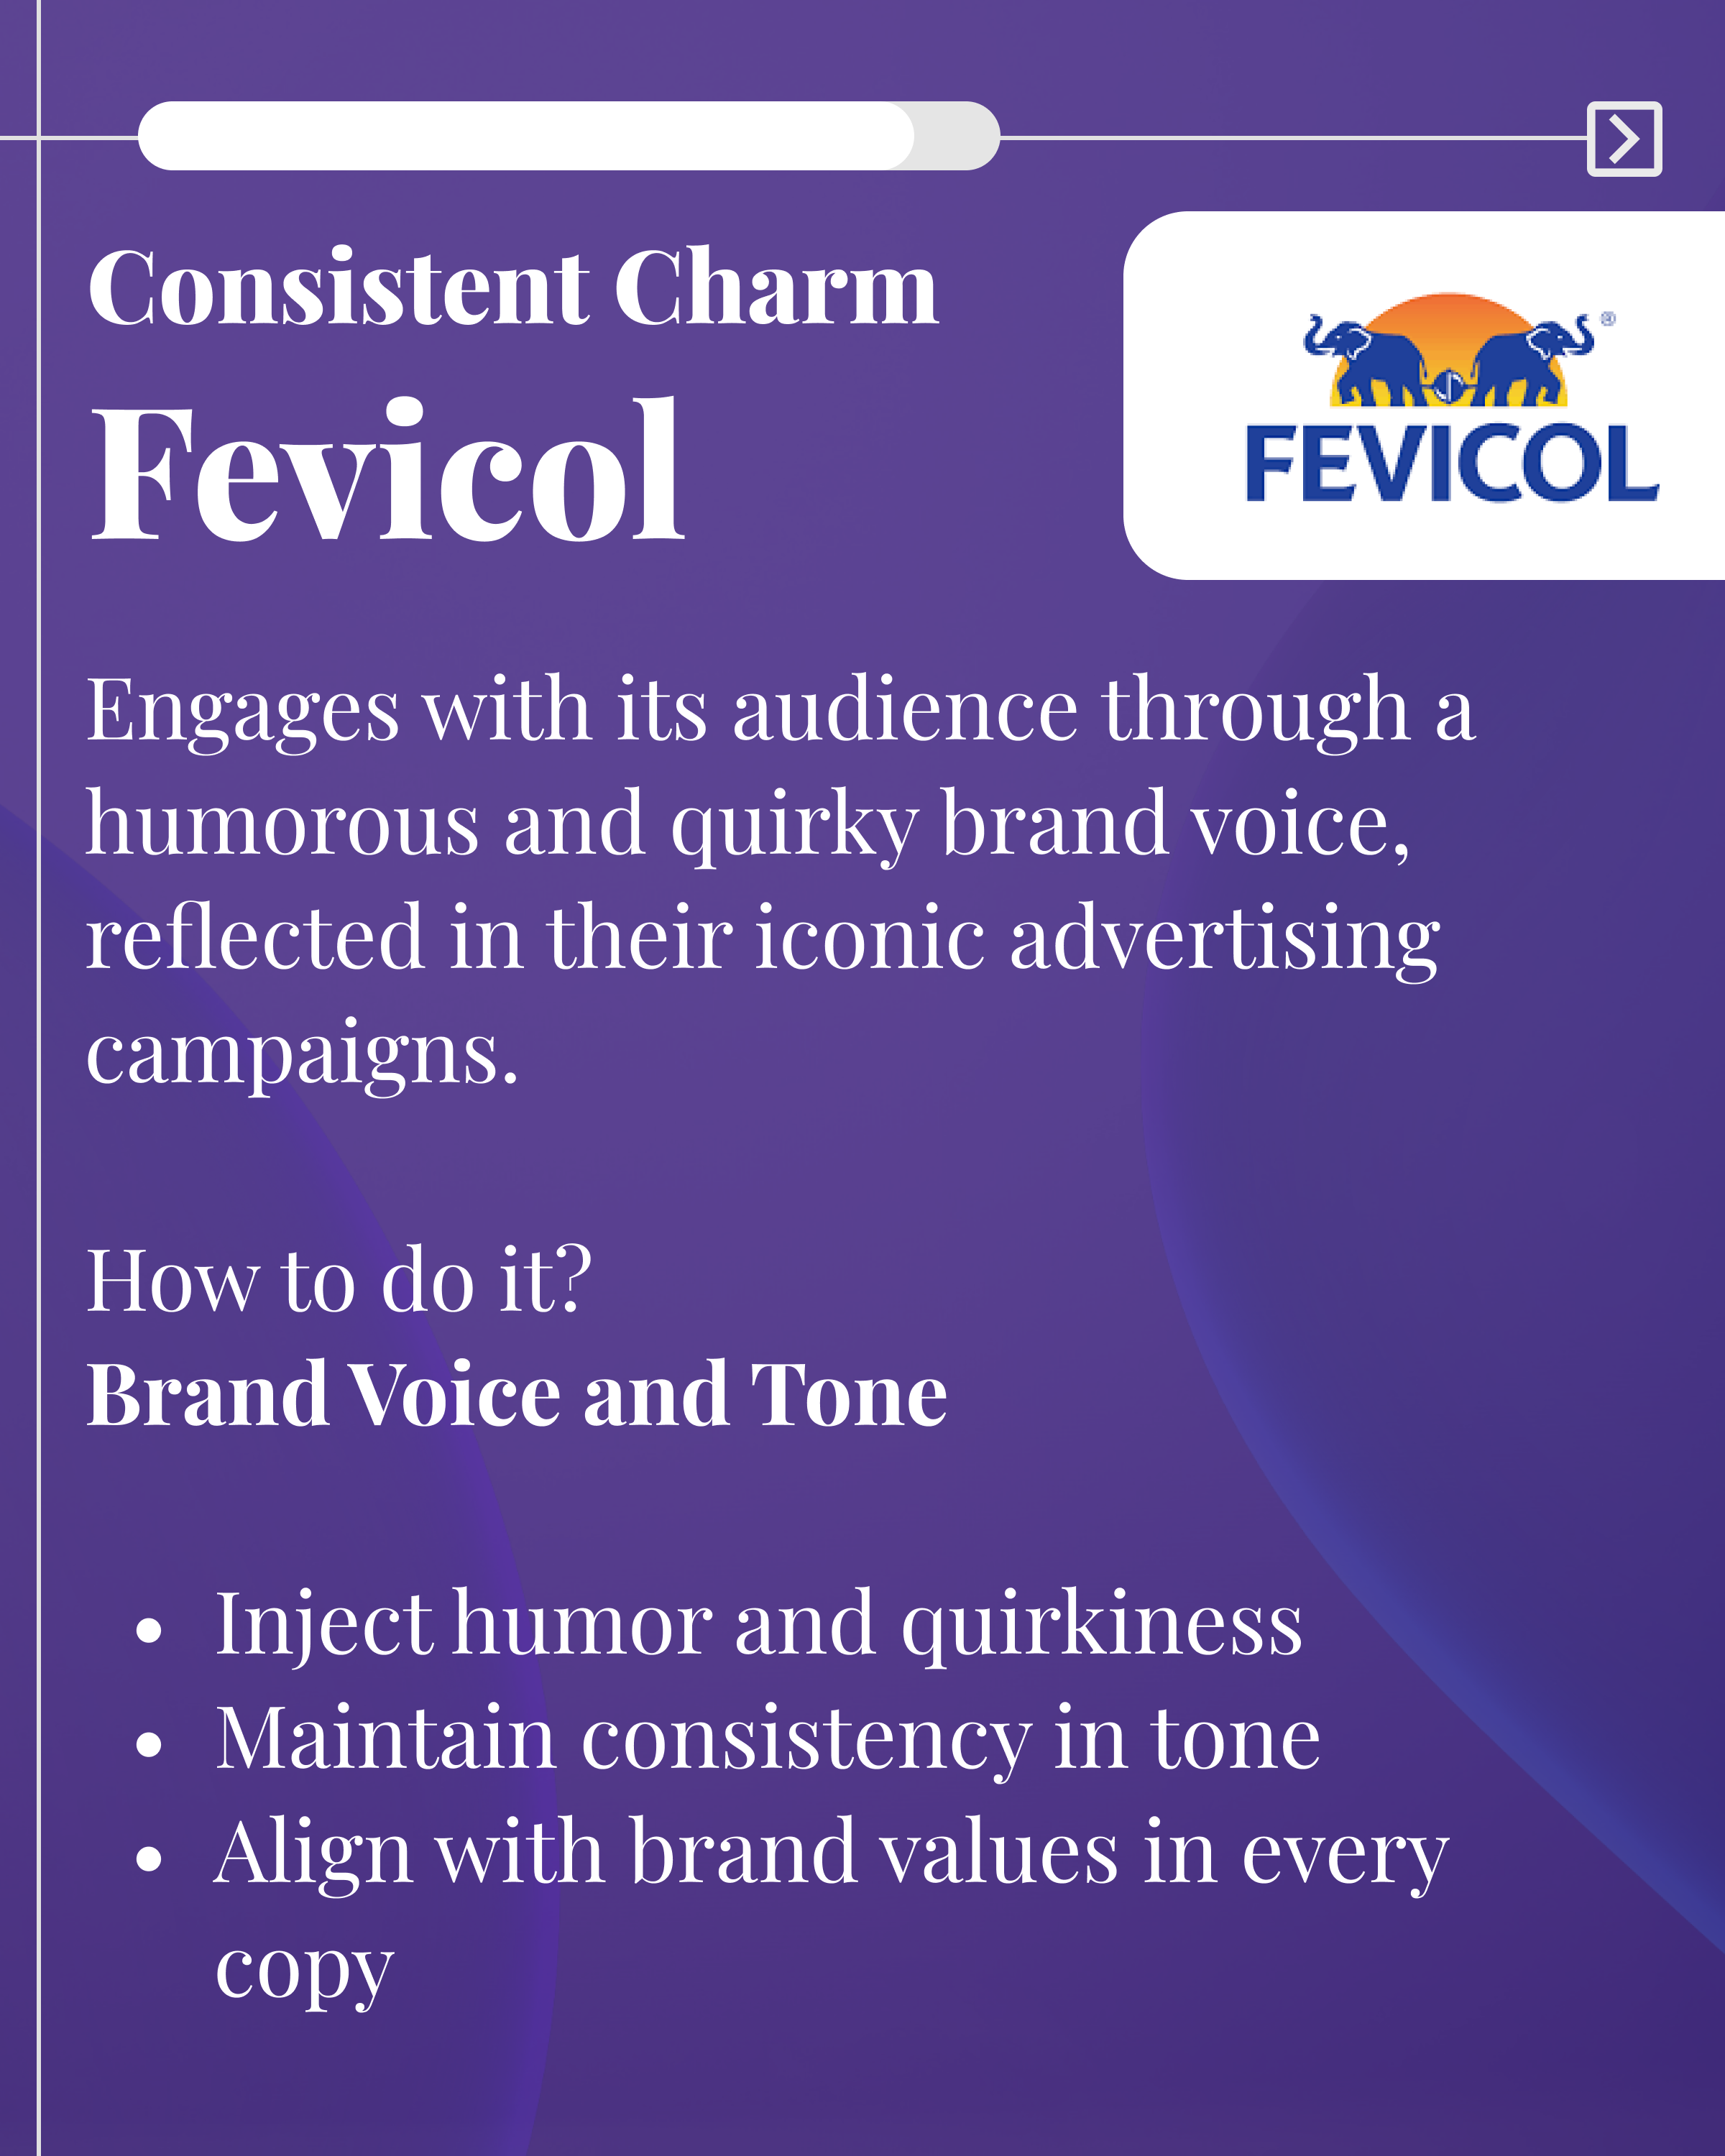 Consistent Charm
Fevicol
®
FEVICOL
Engages with its audience through a
humorous and quirky brand voice,
reflected in their iconic advertising
campaigns.
How to do it?
Brand Voice and Tone
• Inject humor and quirkiness
• Maintain consistency in tone
• Align with brand values in every
copy